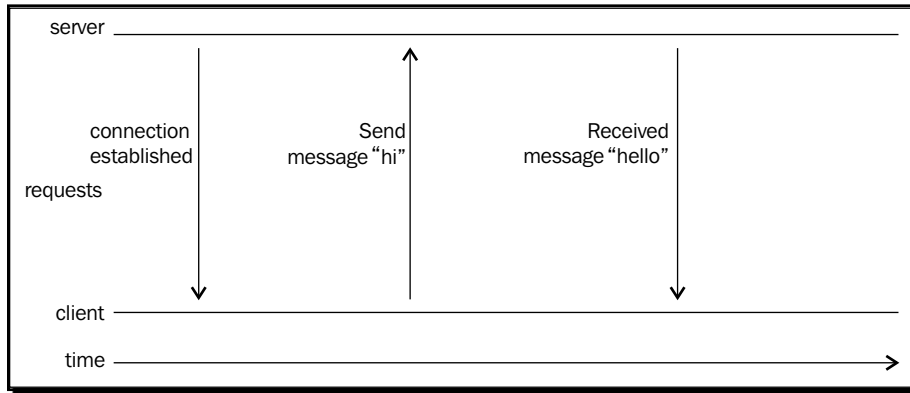 server
connection
established
Send
message “hi”
Received
message “hello”
requests
client
time